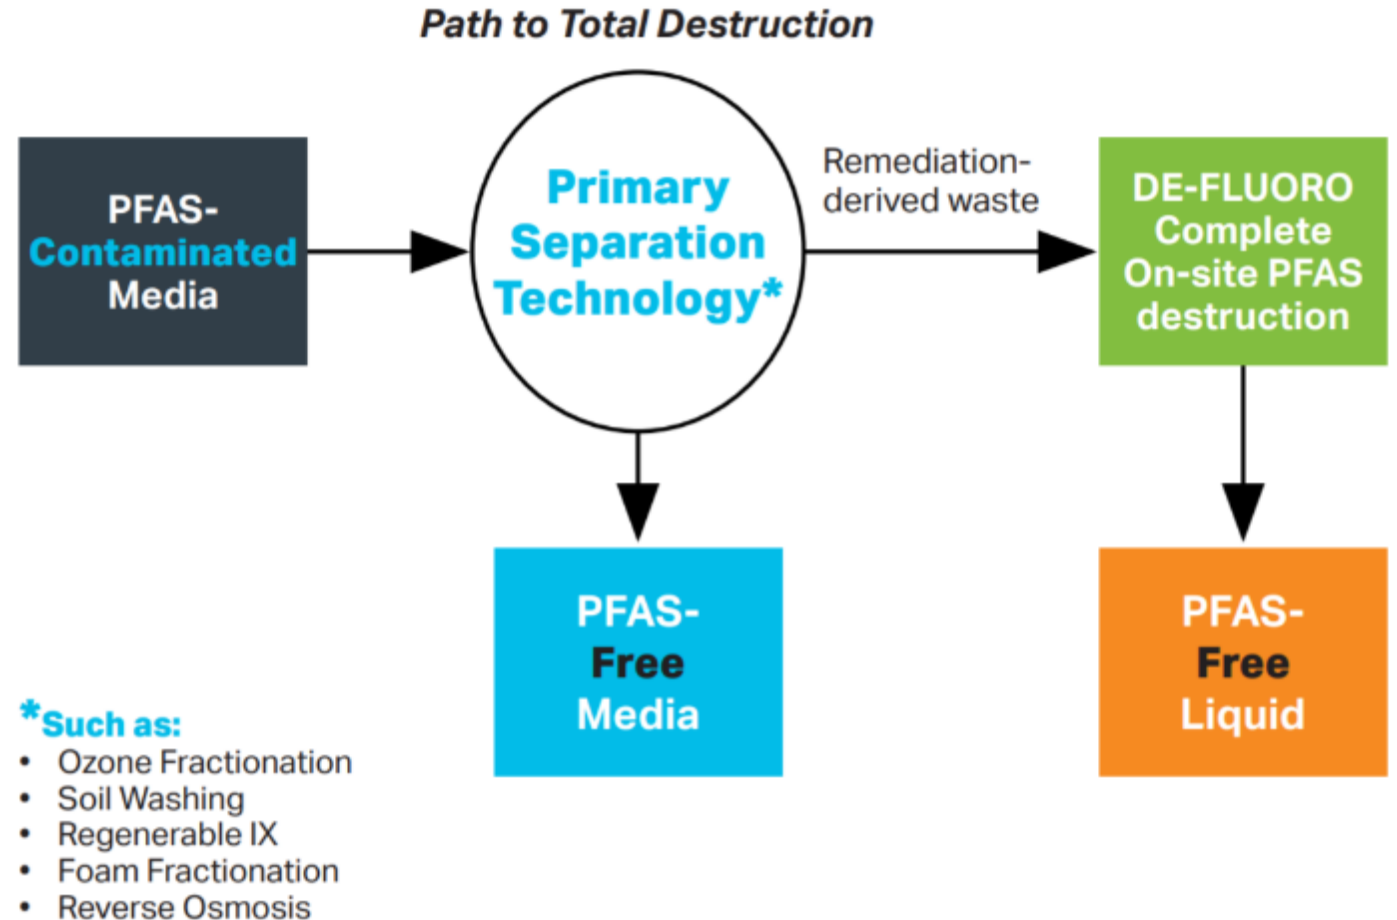 Path to Total Destruction
PFAS-
Contaminated
Media
Primary
Separation
Technology*
Remediation-
derived waste
DE-FLUORO
Complete
On-site PFAS
destruction
PFAS-
Free
Media
PFAS-
Free
Liquid
*Such as:
• Ozone Fractionation
• Soil Washing
• Regenerable IX
• Foam Fractionation
• Reverse Osmosis